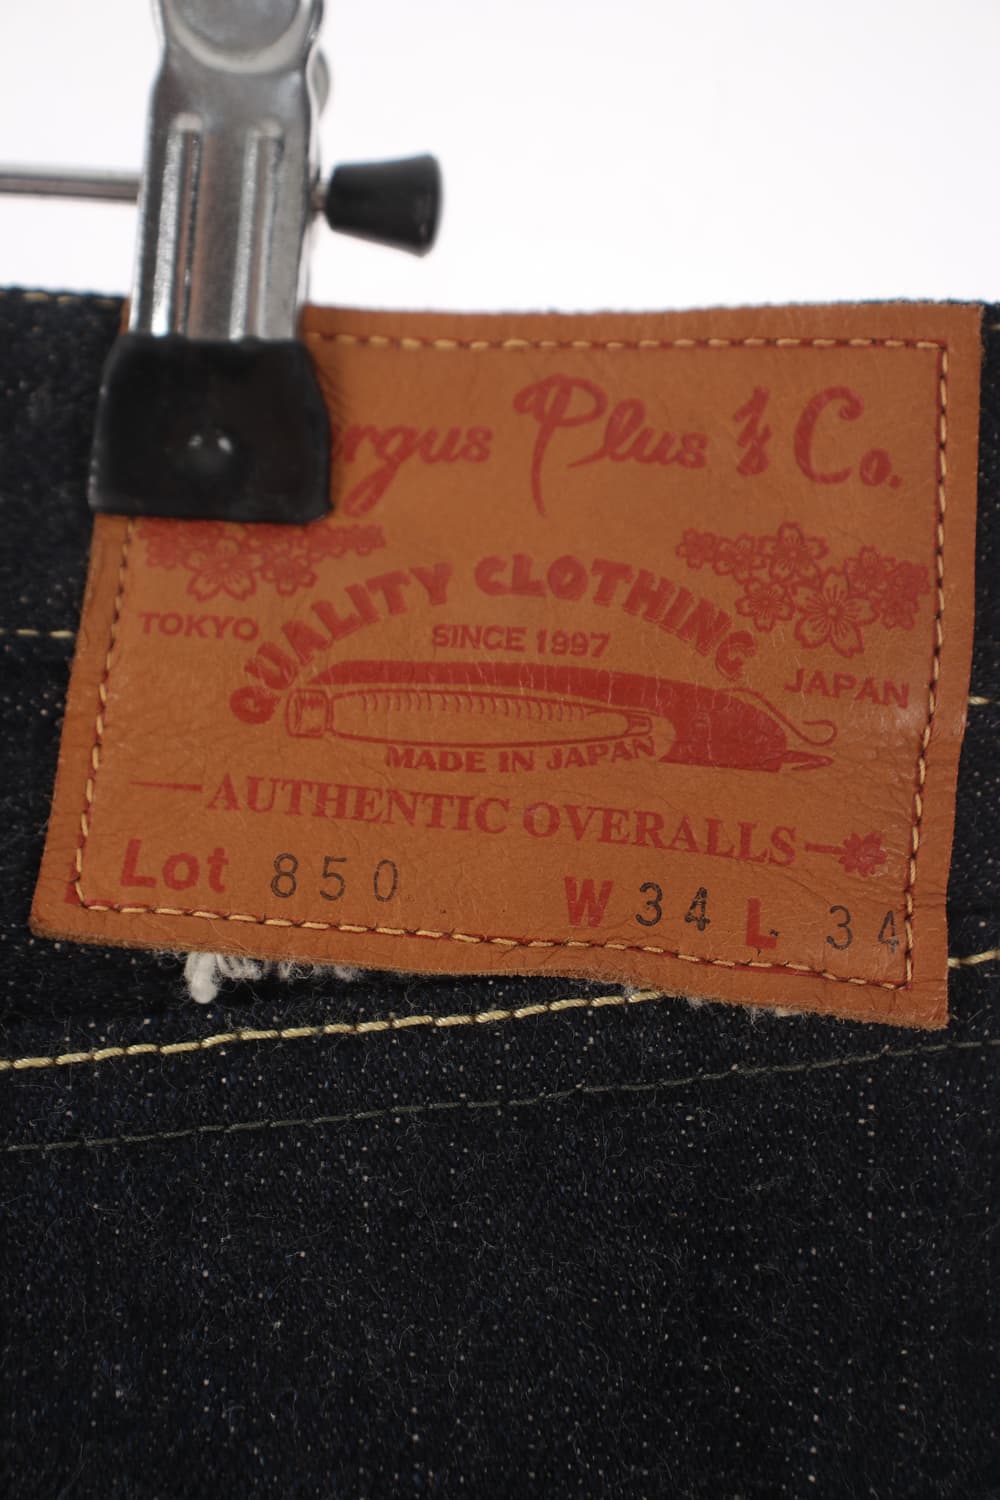 Plus & Co.
QUALITY CLOTHING
TOKYO
SINCE 1997
JAPAN
MADE IN JAPAN
AUTHENTIC OVERALLS
Lot 850 W 34 L 34